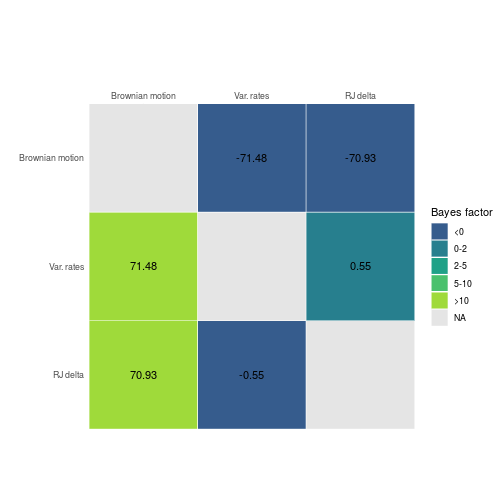 Brownian motion Var. rates RJ delta
Brownian motion -71.48 -70.93
Var. rates 71.48 0.55
RJ delta 70.93 -0.55
Bayes factor
<0
0-2
2-5
5-10
>10
NA